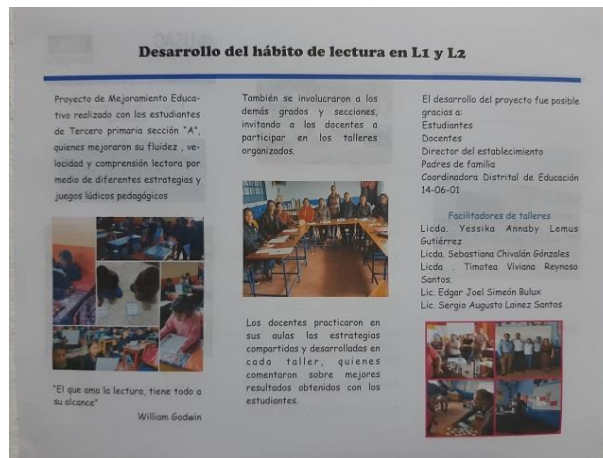 Desarrollo del hábito de lectura en L1 y L2
Proyecto de Mejoramiento Educa-
tivo realizado con los estudiantes
de Tercero primaria sección "A",
quienes mejoraron su fluidez , ve-
locidad y comprensión lectora por
medio de diferentes estrategias y
juegos lúdicos pedagógicos
"El que ama la lectura, tiene todo a
su alcance"
William Godwin
También se involucraron a los
demás grados y secciones,
invitando a los docentes a
participar en los talleres
organizados.
Los docentes practicaron en
sus aulas las estrategias
compartidas y desarrolladas en
cada taller, quienes
comentaron sobre mejores
resultados obtenidos con los
estudiantes.
El desarrollo del proyecto fue posible
gracias a:
Estudiantes
Docentes
Director del establecimiento
Padres de familia
Coordinadora Distrital de Educación
14-06-01
Facilitadores de talleres
Licda. Yessika Annaby Lemus
Gutiérrez
Licda. Sebastiana Chivalán Gónzales
Licda . Timotea Viviana Reynoso
Santos.
Lic. Edgar Joel Simeón Bulux
Lic. Sergio Augusto Lainez Santos